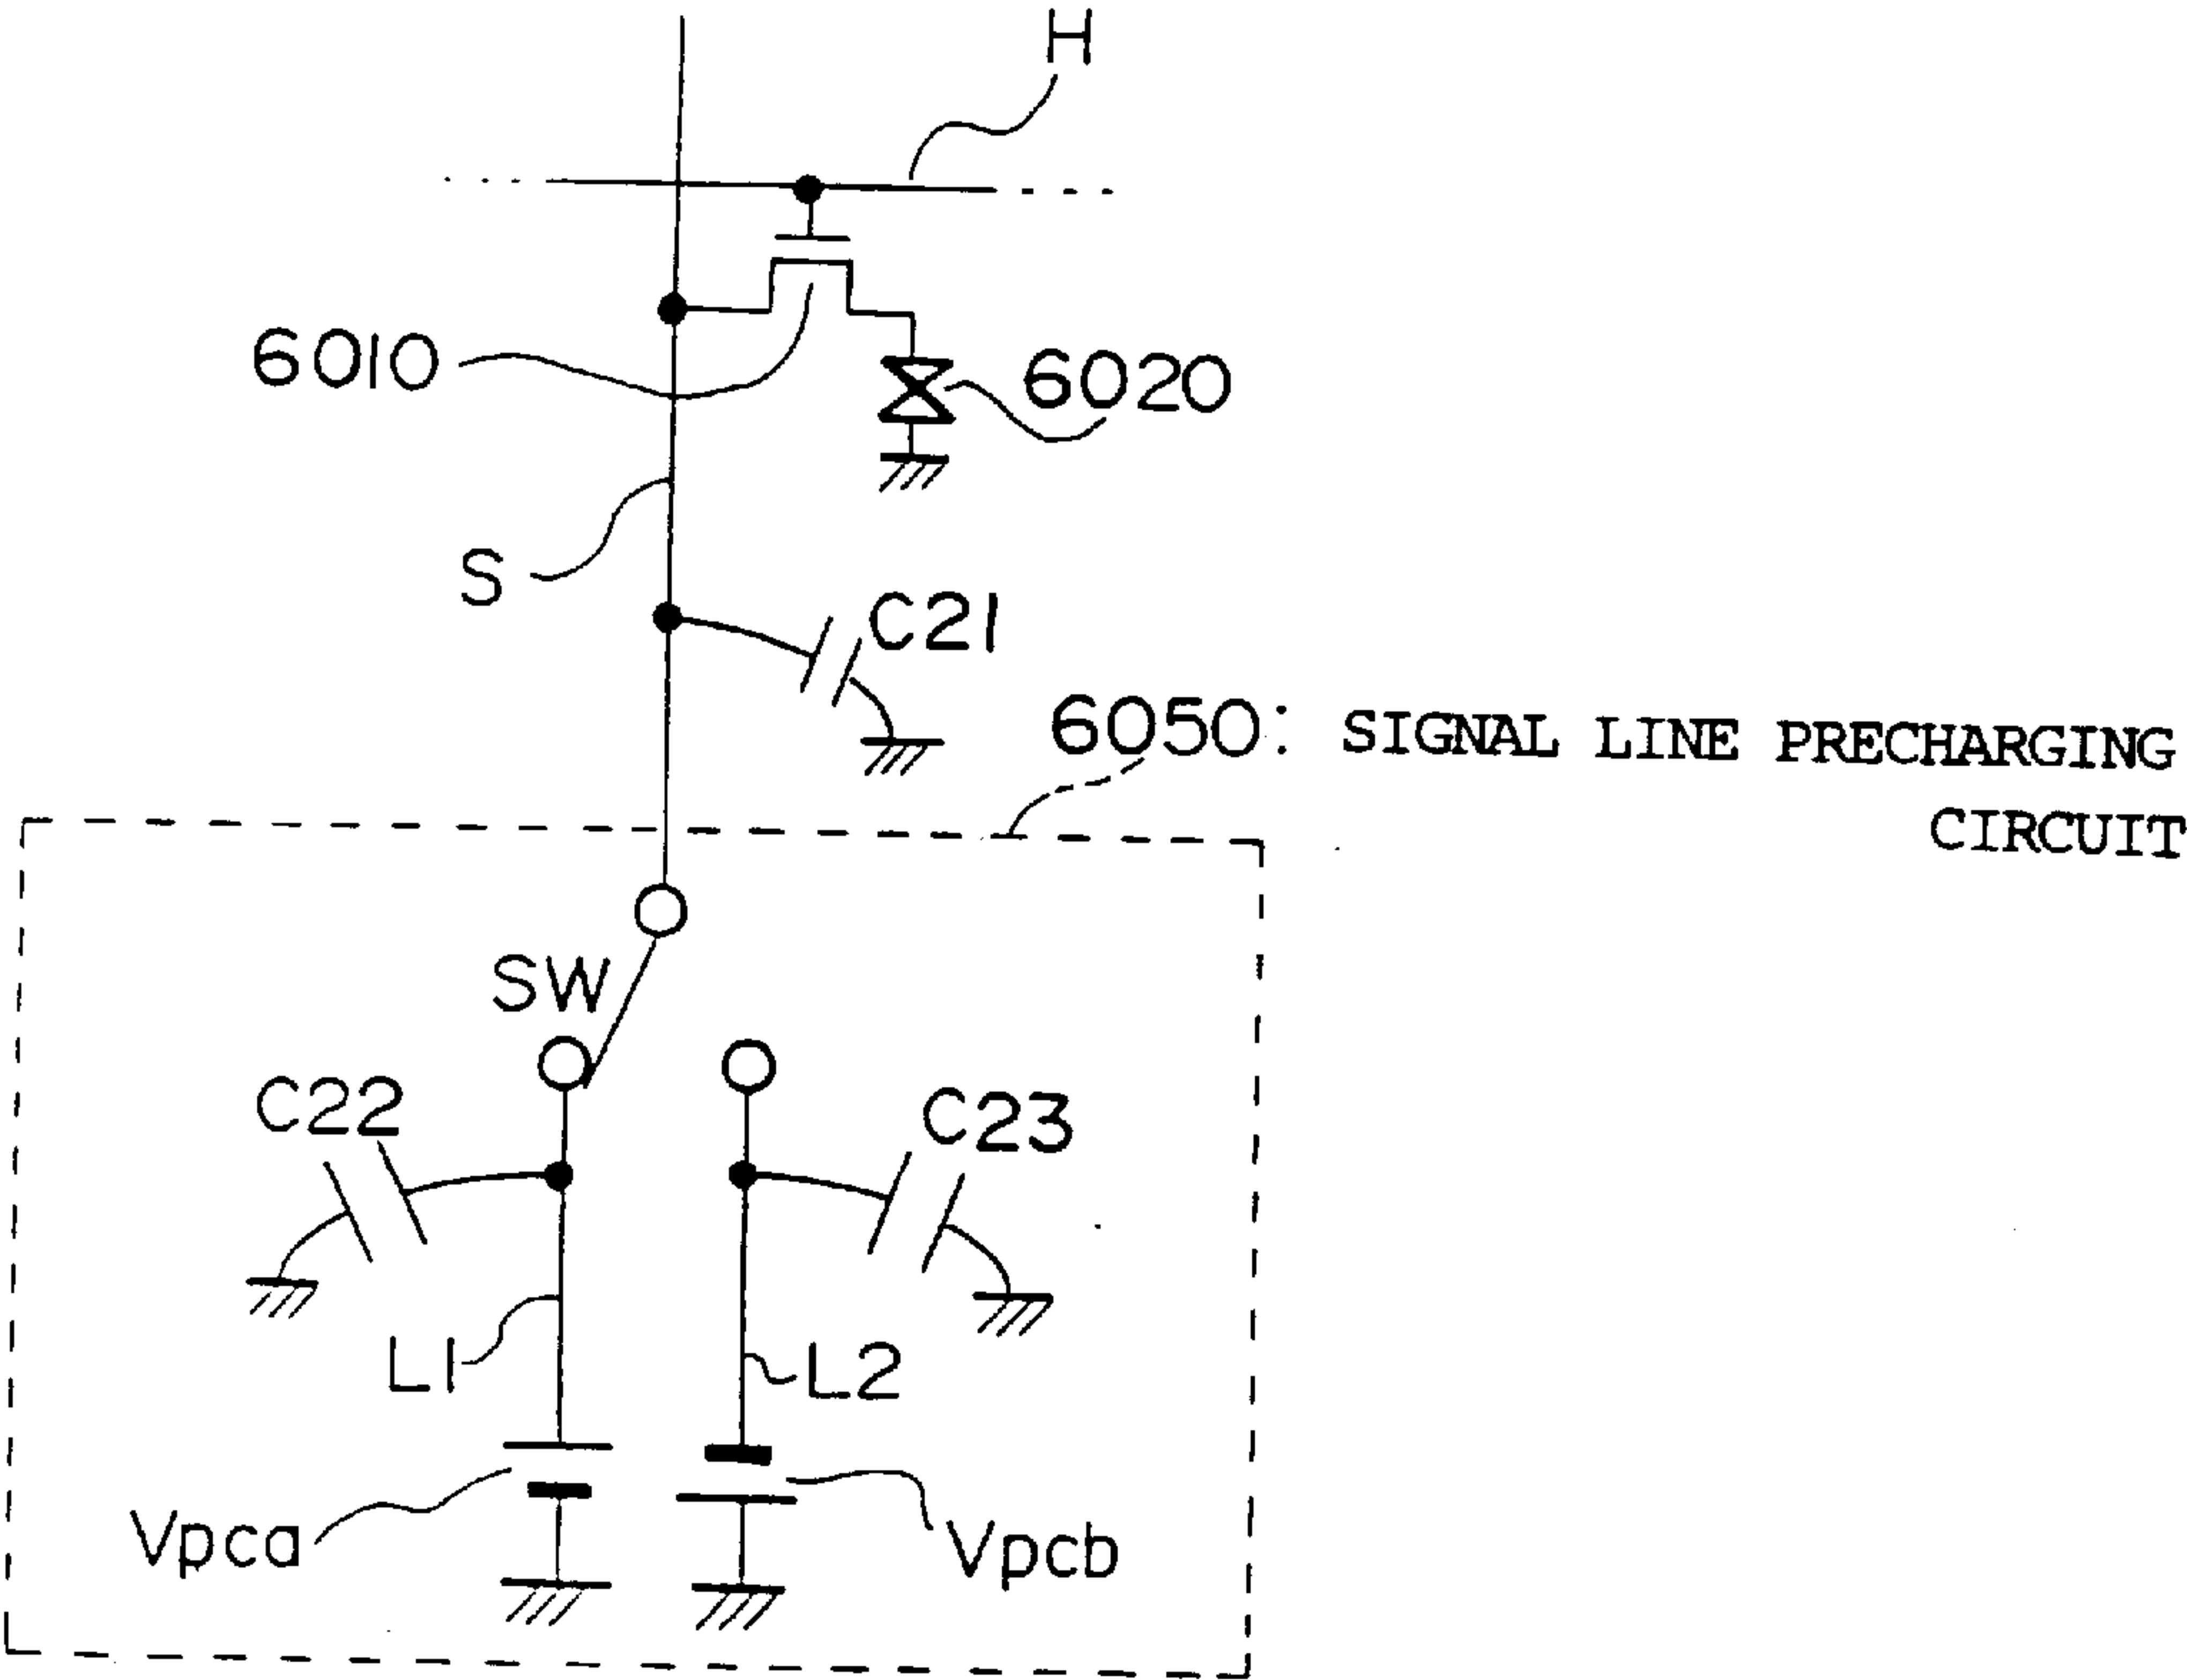 H
6010
6020
S
C21
6050: SIGNAL LINE PRECHARGING
CIRCUIT
SW
C22
C23
L1
L2
Vpca
Vpcb